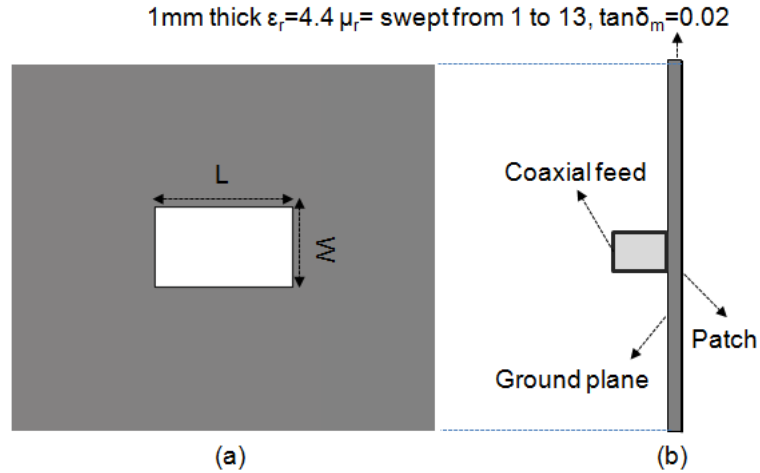 1mm thick εr=4.4 μr= swept from 1 to 13, tanδm=0.02
L
W
Coaxial feed
Patch
Ground plane
(a)
(b)